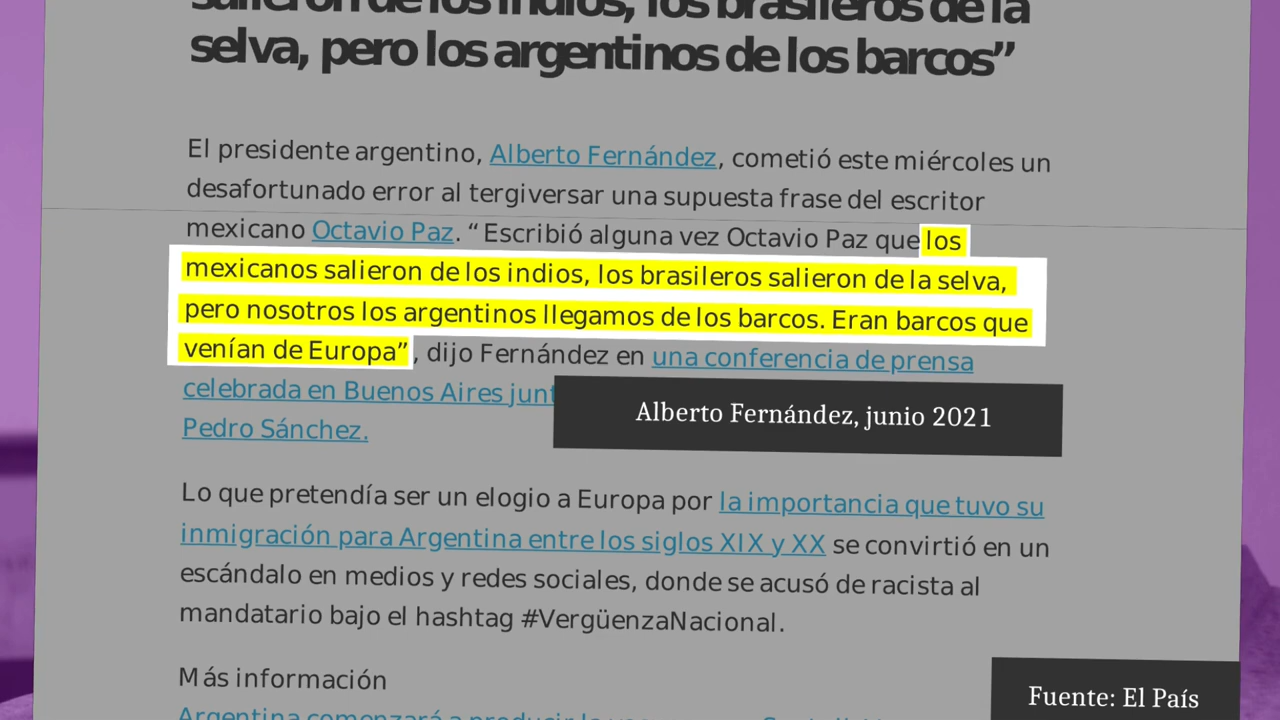 salieron de los indios, los brasileros de la
selva, pero los argentinos de los barcos”
El presidente argentino, Alberto Fernández, cometió este miércoles un
desafortunado error al tergiversar una supuesta frase del escritor
mexicano Octavio Paz. “Escribió alguna vez Octavio Paz que los
mexicanos salieron de los indios, los brasileros salieron de la selva,
pero nosotros los argentinos llegamos de los barcos. Eran barcos que
venían de Europa”, dijo Fernández en una conferencia de prensa
celebrada en Buenos Aires junt
Alberto Fernández, junio 2021
Pedro Sánchez.
Lo que pretendía ser un elogio a Europa por la importancia que tuvo su
inmigración para Argentina entre los siglos XIX y XX se convirtió en un
escándalo en medios y redes sociales, donde se acusó de racista al
mandatario bajo el hashtag #VergüenzaNacional.
Más información
Argentina comenzará a producir la
Fuente: El País